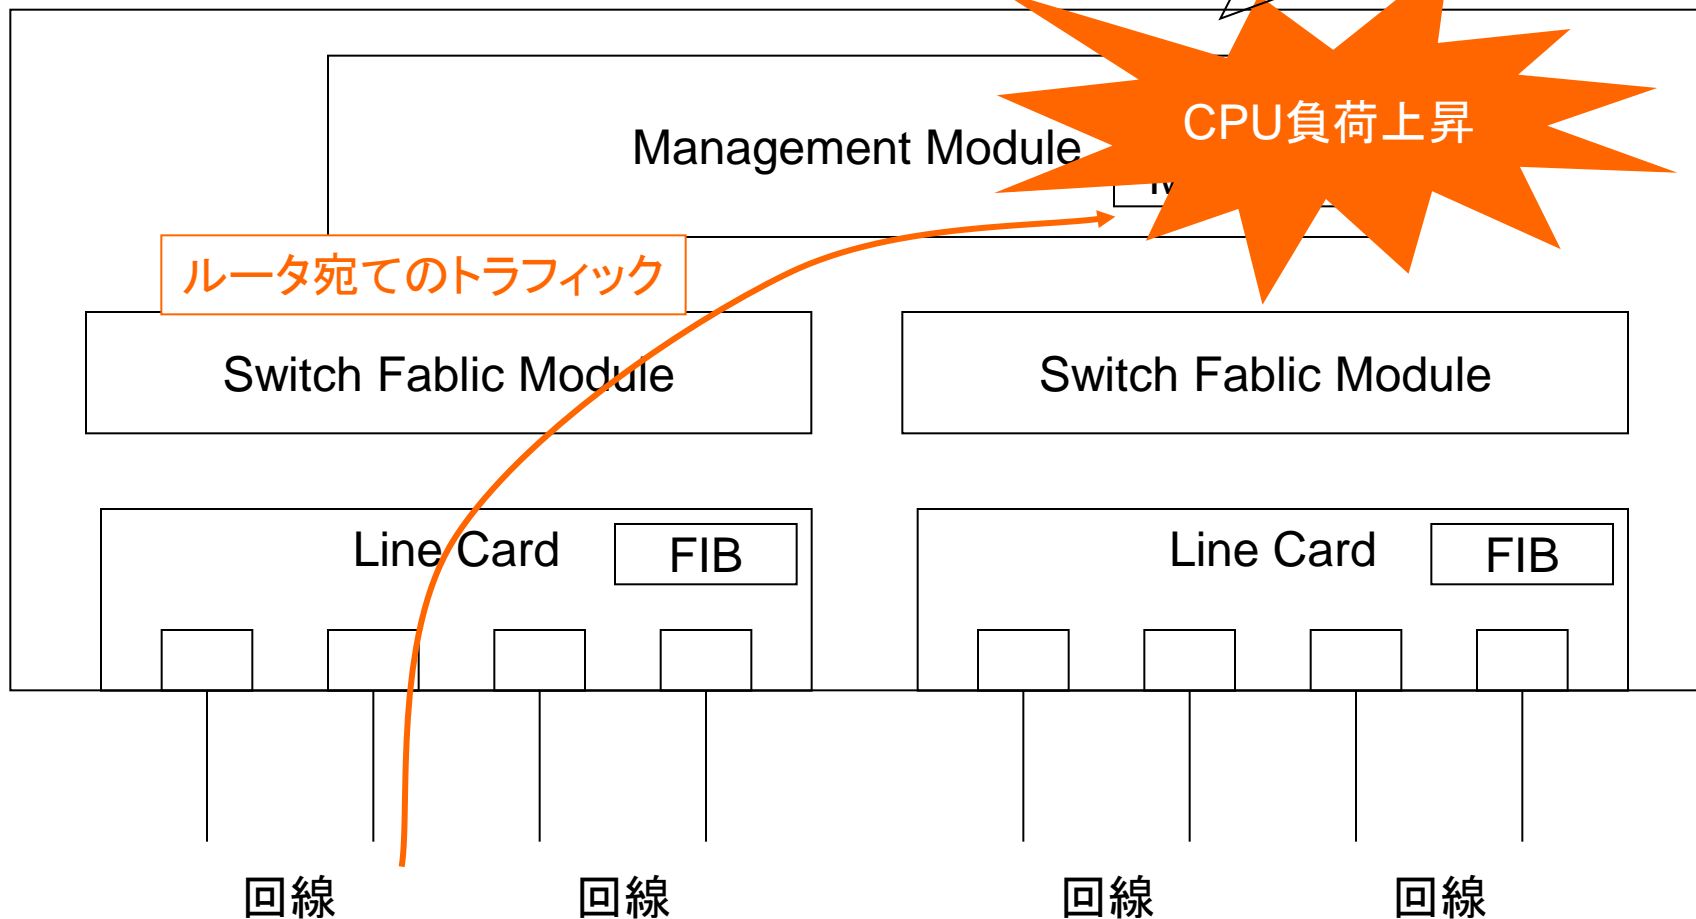 CPU負荷上昇
Management Module
ルータ宛てのトラフィック
Switch Fablic Module
Switch Fablic Module
Line Card
FIB
Line Card
FIB
回線
回線
回線
回線